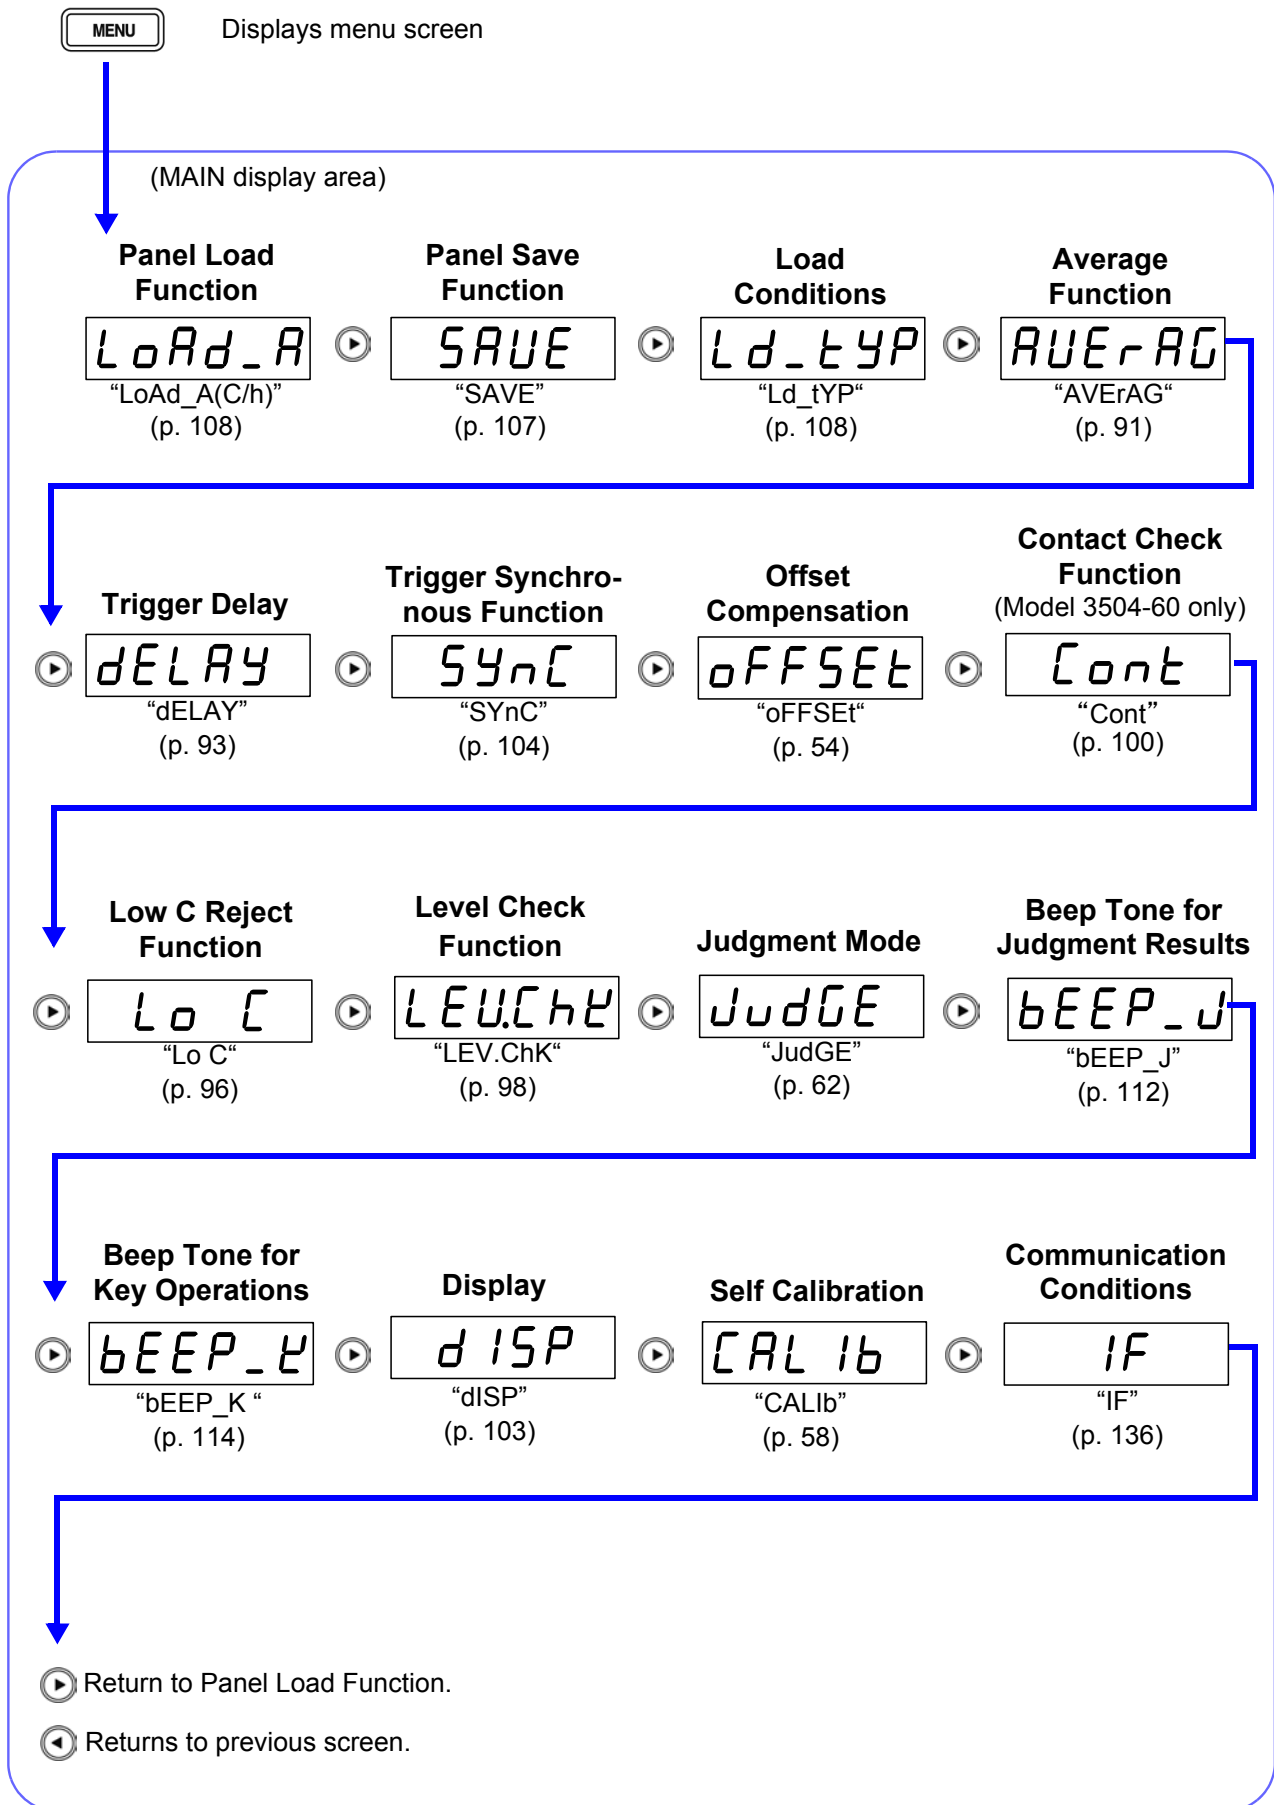 MENU Displays menu screen
(MAIN display area)
Panel Load
Function
LoAd_A
“LoAd_A(C/h)”
(p. 108)
Panel Save
Function
SAVE
“SAVE”
(p. 107)
Load
Conditions
Ld_tYP
“Ld_tYP“
(p. 108)
Average
Function
AVErAG
“AVErAG“
(p. 91)
Trigger Delay
dELAY
“dELAY”
(p. 93)
Trigger Synchro-
nous Function
SYnC
“SYnC”
(p. 104)
Offset
Compensation
oFFSEt
“oFFSEt“
(p. 54)
Contact Check
Function
(Model 3504-60 only)
Cont
“Cont”
(p. 100)
Low C Reject
Function
Lo C
“Lo C“
(p. 96)
Level Check
Function
LEV.ChK
“LEV.ChK“
(p. 98)
Judgment Mode
JudGE
“JudGE”
(p. 62)
Beep Tone for
Judgment Results
bEEP_J
“bEEP_J”
(p. 112)
Beep Tone for
Key Operations
bEEP_K
“bEEP_K “
(p. 114)
Display
dISP
“dISP”
(p. 103)
Self Calibration
CALIb
“CALIb”
(p. 58)
Communication
Conditions
IF
“IF”
(p. 136)
Return to Panel Load Function.
Returns to previous screen.